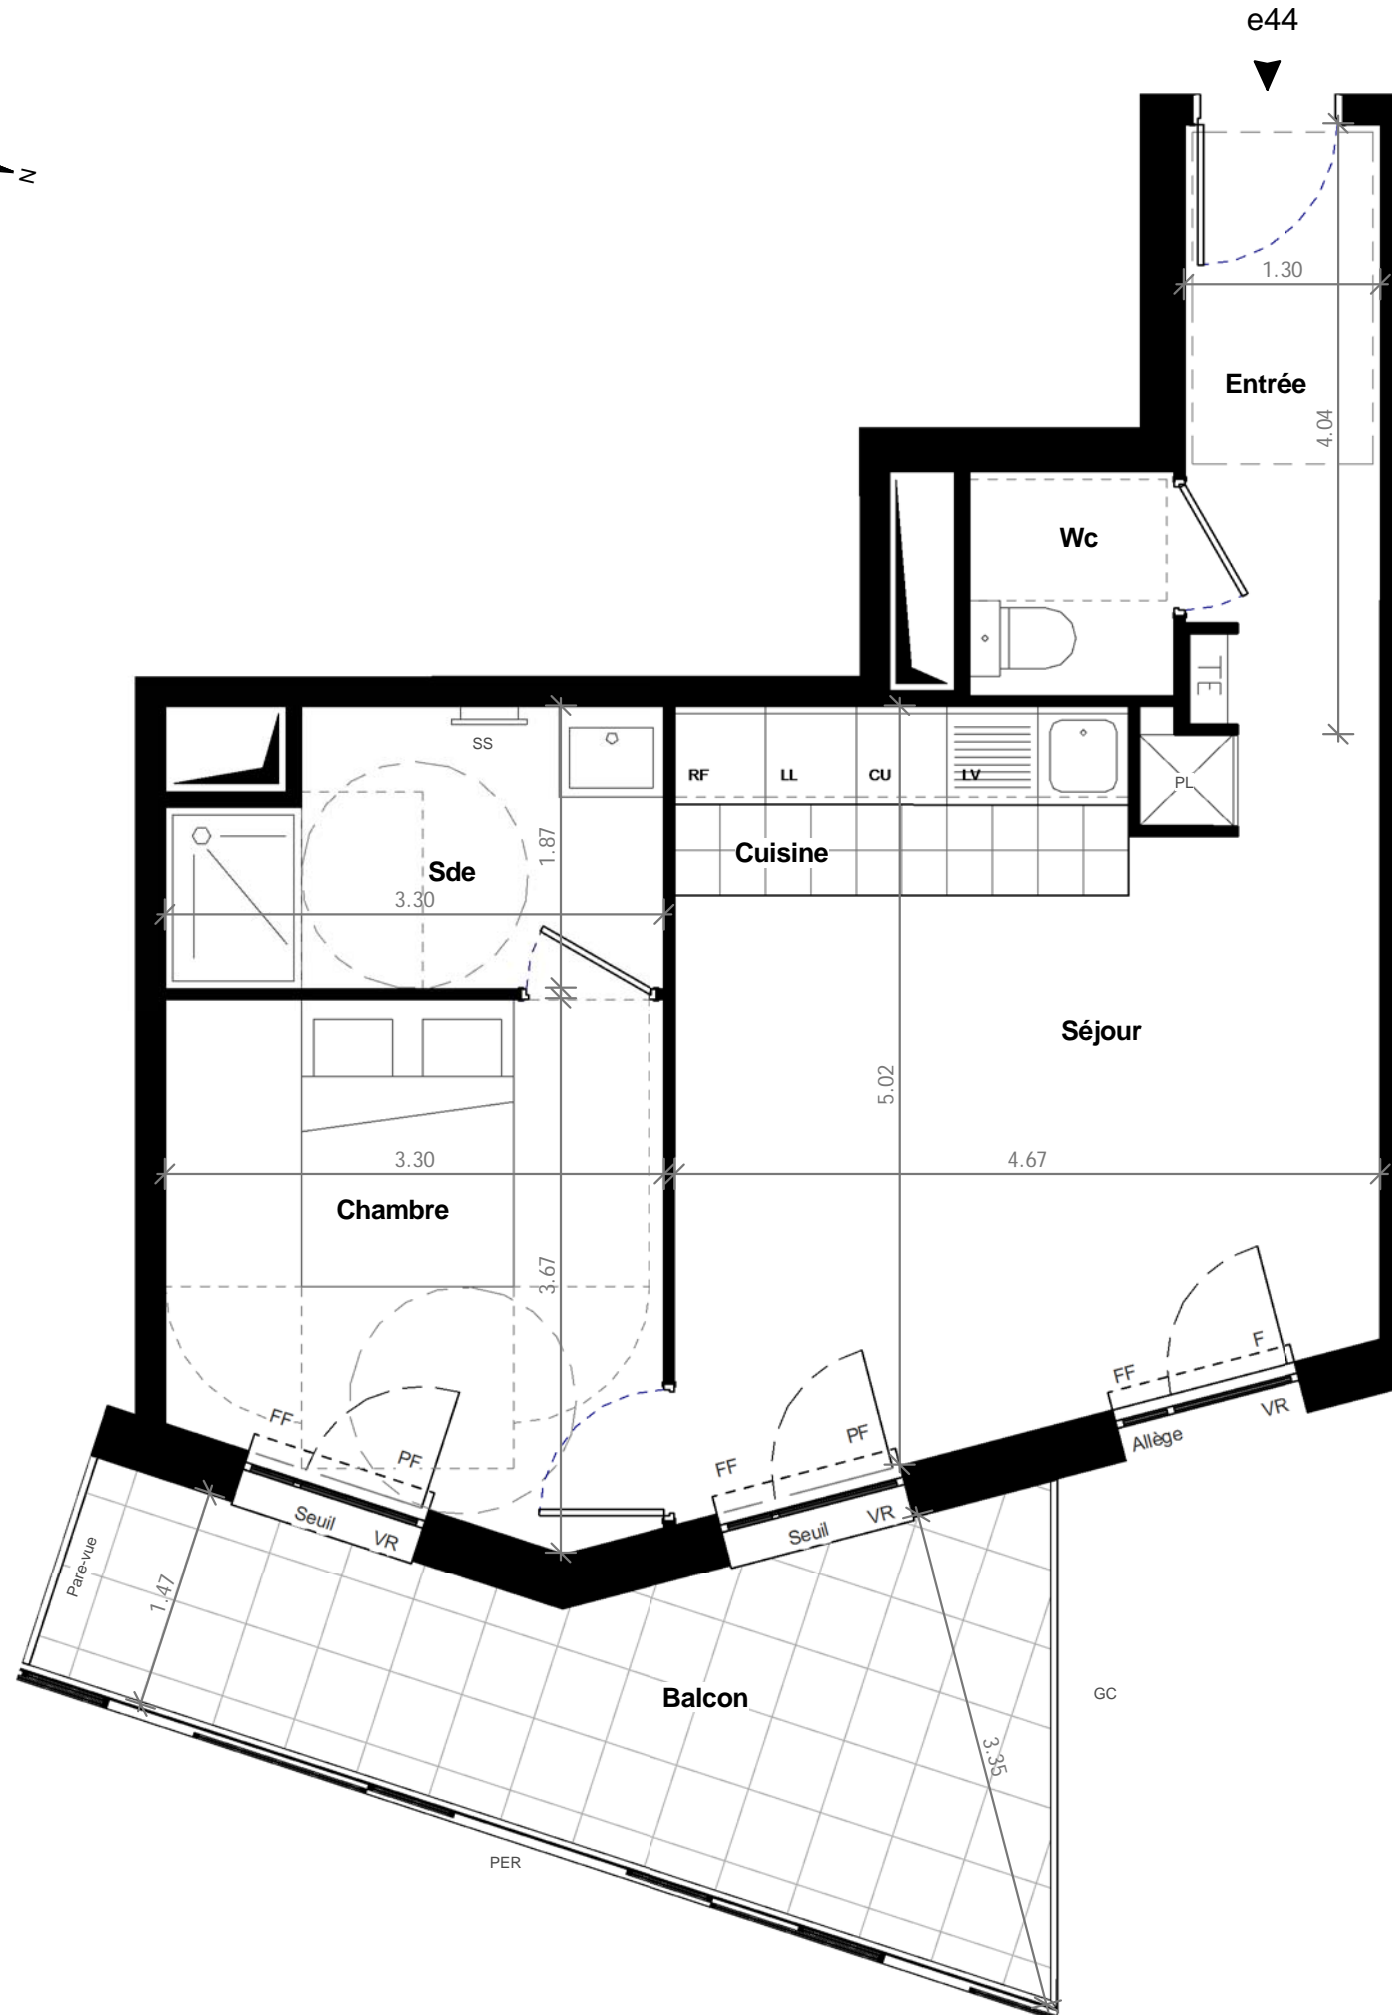 e44
N
1.30
Entrée
4.04
Wc
TE
SS
RF
LL
CU
LV
PL
1.87
Cuisine
Sde
3.30
Séjour
5.02
3.30
4.67
Chambre
3.67
FF
F
VR
Allège
FF
PF
Seuil
VR
FF
PF
Seuil
VR
Pare-vue
1.47
Balcon
GC
3.35
PER